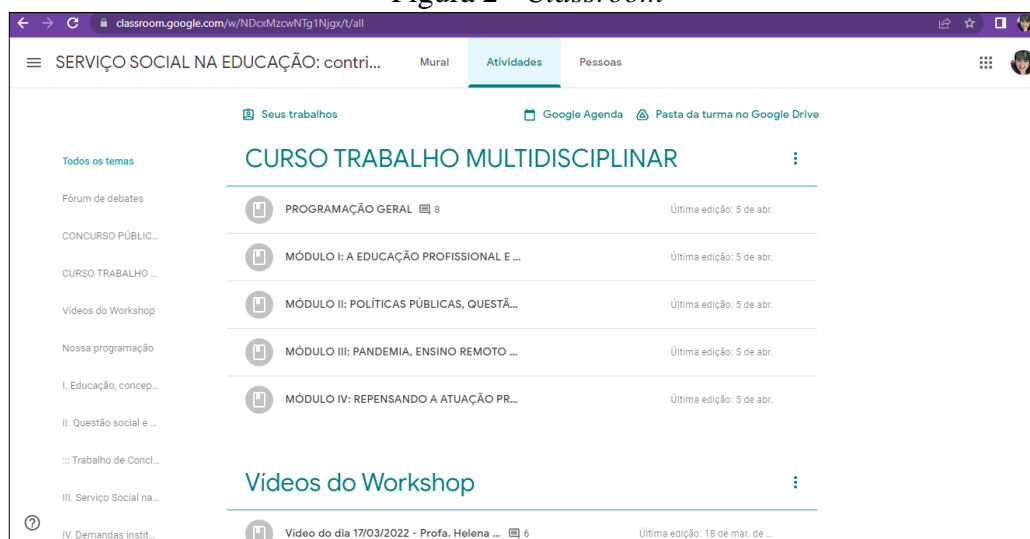 Figura 2 - Classroom
classroom.google.com/w/NDcxMzcwNTg1Njgx/t/all
SERVIÇO SOCIAL NA EDUCAÇÃO: contri... Mural Atividades Pessoas
Seus trabalhos Google Agenda Pasta da turma no Google Drive
Todos os temas
Fórum de debates
CONCURSO PÚBLIC...
CURSO TRABALHO ...
Vídeos do Workshop
Nossa programação
I. Educação, concep...
II. Questão social e ...
::: Trabalho de Concl...
III. Serviço Social na...
IV. Demandas instit...
CURSO TRABALHO MULTIDISCIPLINAR
PROGRAMAÇÃO GERAL 8 Última edição: 5 de abr.
MÓDULO I: A EDUCAÇÃO PROFISSIONAL E ... Última edição: 5 de abr.
MÓDULO II: POLÍTICAS PÚBLICAS, QUESTÃ... Última edição: 5 de abr.
MÓDULO III: PANDEMIA, ENSINO REMOTO ... Última edição: 5 de abr.
MÓDULO IV: REPENSANDO A ATUAÇÃO PR... Última edição: 5 de abr.
Vídeos do Workshop
Vídeo do dia 17/03/2022 - Profa. Helena ... 6 Última edição: 18 de mar. de ...